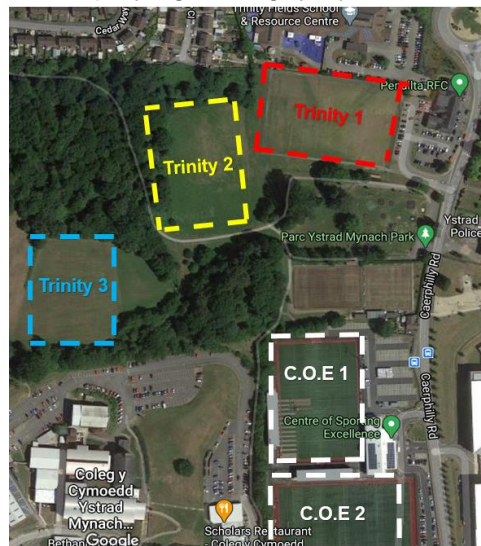 Cedar Way
Trinity Fields School
& Resource Centre
Penallta RFC
Trinity 1
Trinity 2
Parc Ystrad Mynach Park
Ystrad
Police
Caerphilly Rd
Trinity 3
C.O.E 1
Centre of Sporting
Excellence
Caerphilly Rd
Coleg y
Cymoedd
Ystrad
Mynach...
C.O.E 2
Scholars Restaurant
- Coleg y Cymoedd
Google